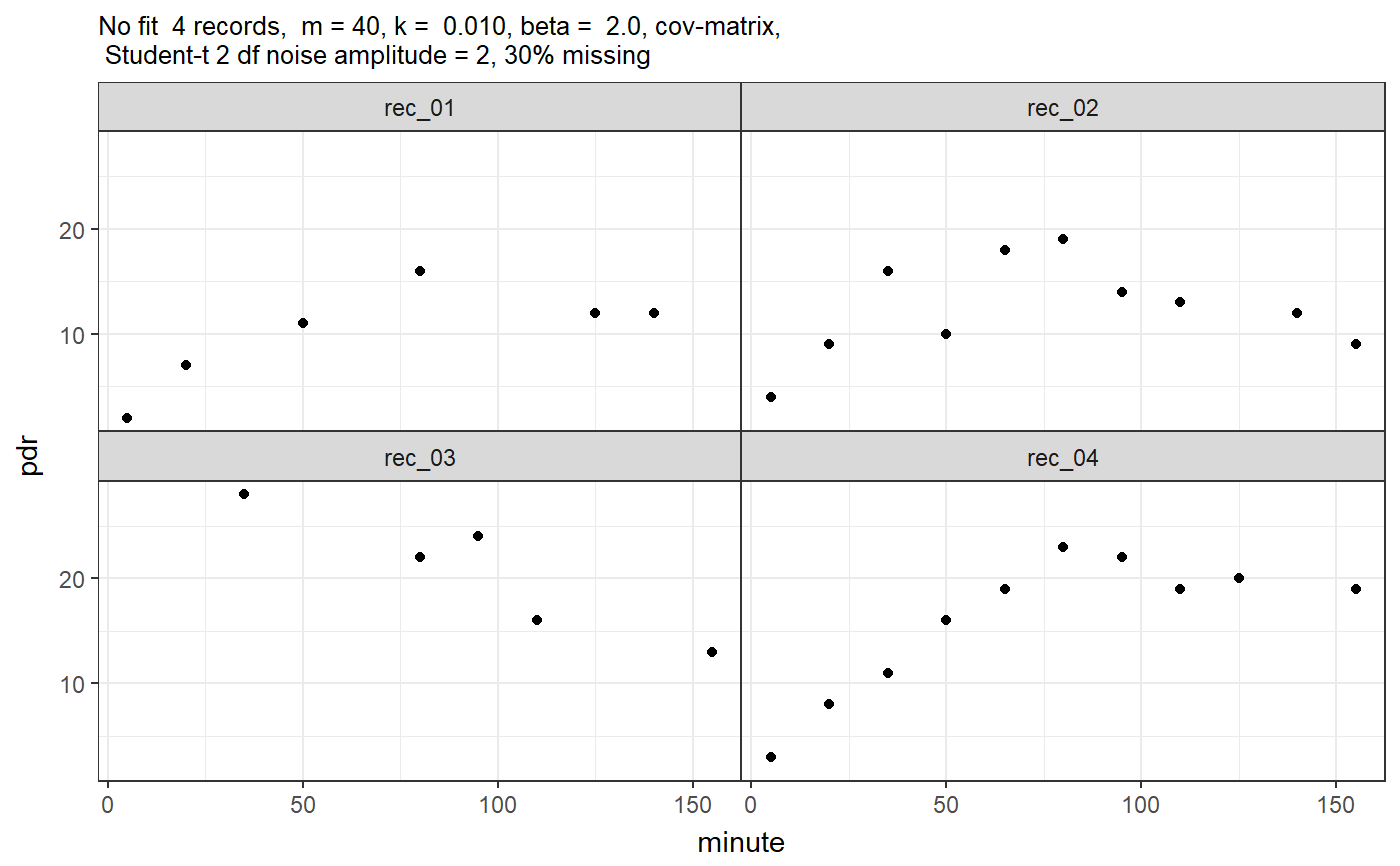 No fit  4 records,  m = 40, k =  0.010, beta =  2.0, cov-matrix,
Student-t 2 df noise amplitude = 2, 30% missing
rec_01 rec_02
20
10
pdr
rec_03 rec_04
20
10
0 50 100 150 0 50 100 150
minute